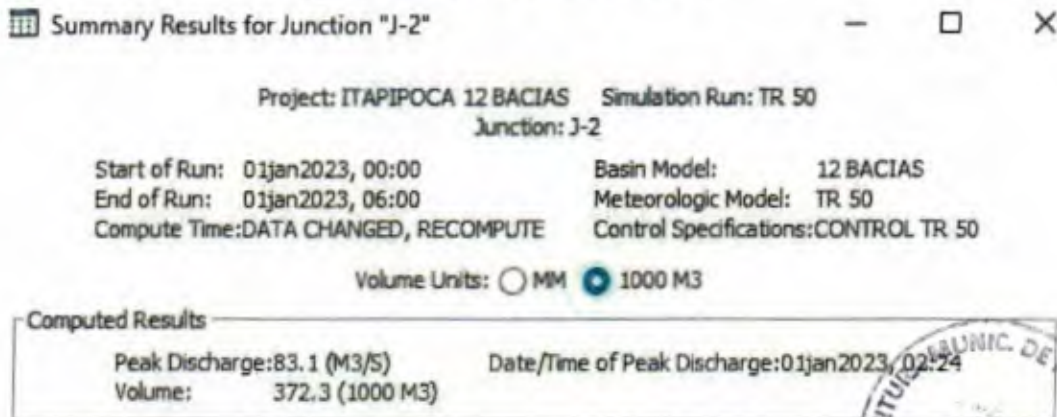 Summary Results for Junction "J-2"
Project: ITAPIPOCA 12 BACIAS Simulation Run: TR 50
Junction: J-2
Start of Run: 01jan2023, 00:00 Basin Model: 12 BACIAS
End of Run: 01jan2023, 06:00 Meteorologic Model: TR 50
Compute Time:DATA CHANGED, RECOMPUTE Control Specifications:CONTROL TR 50
Volume Units: MM 1000 M3
Computed Results
Peak Discharge:83.1 (M3/S) Date/Time of Peak Discharge:01jan2023, 02:24
Volume: 372.3 (1000 M3)
MUNIC. DE